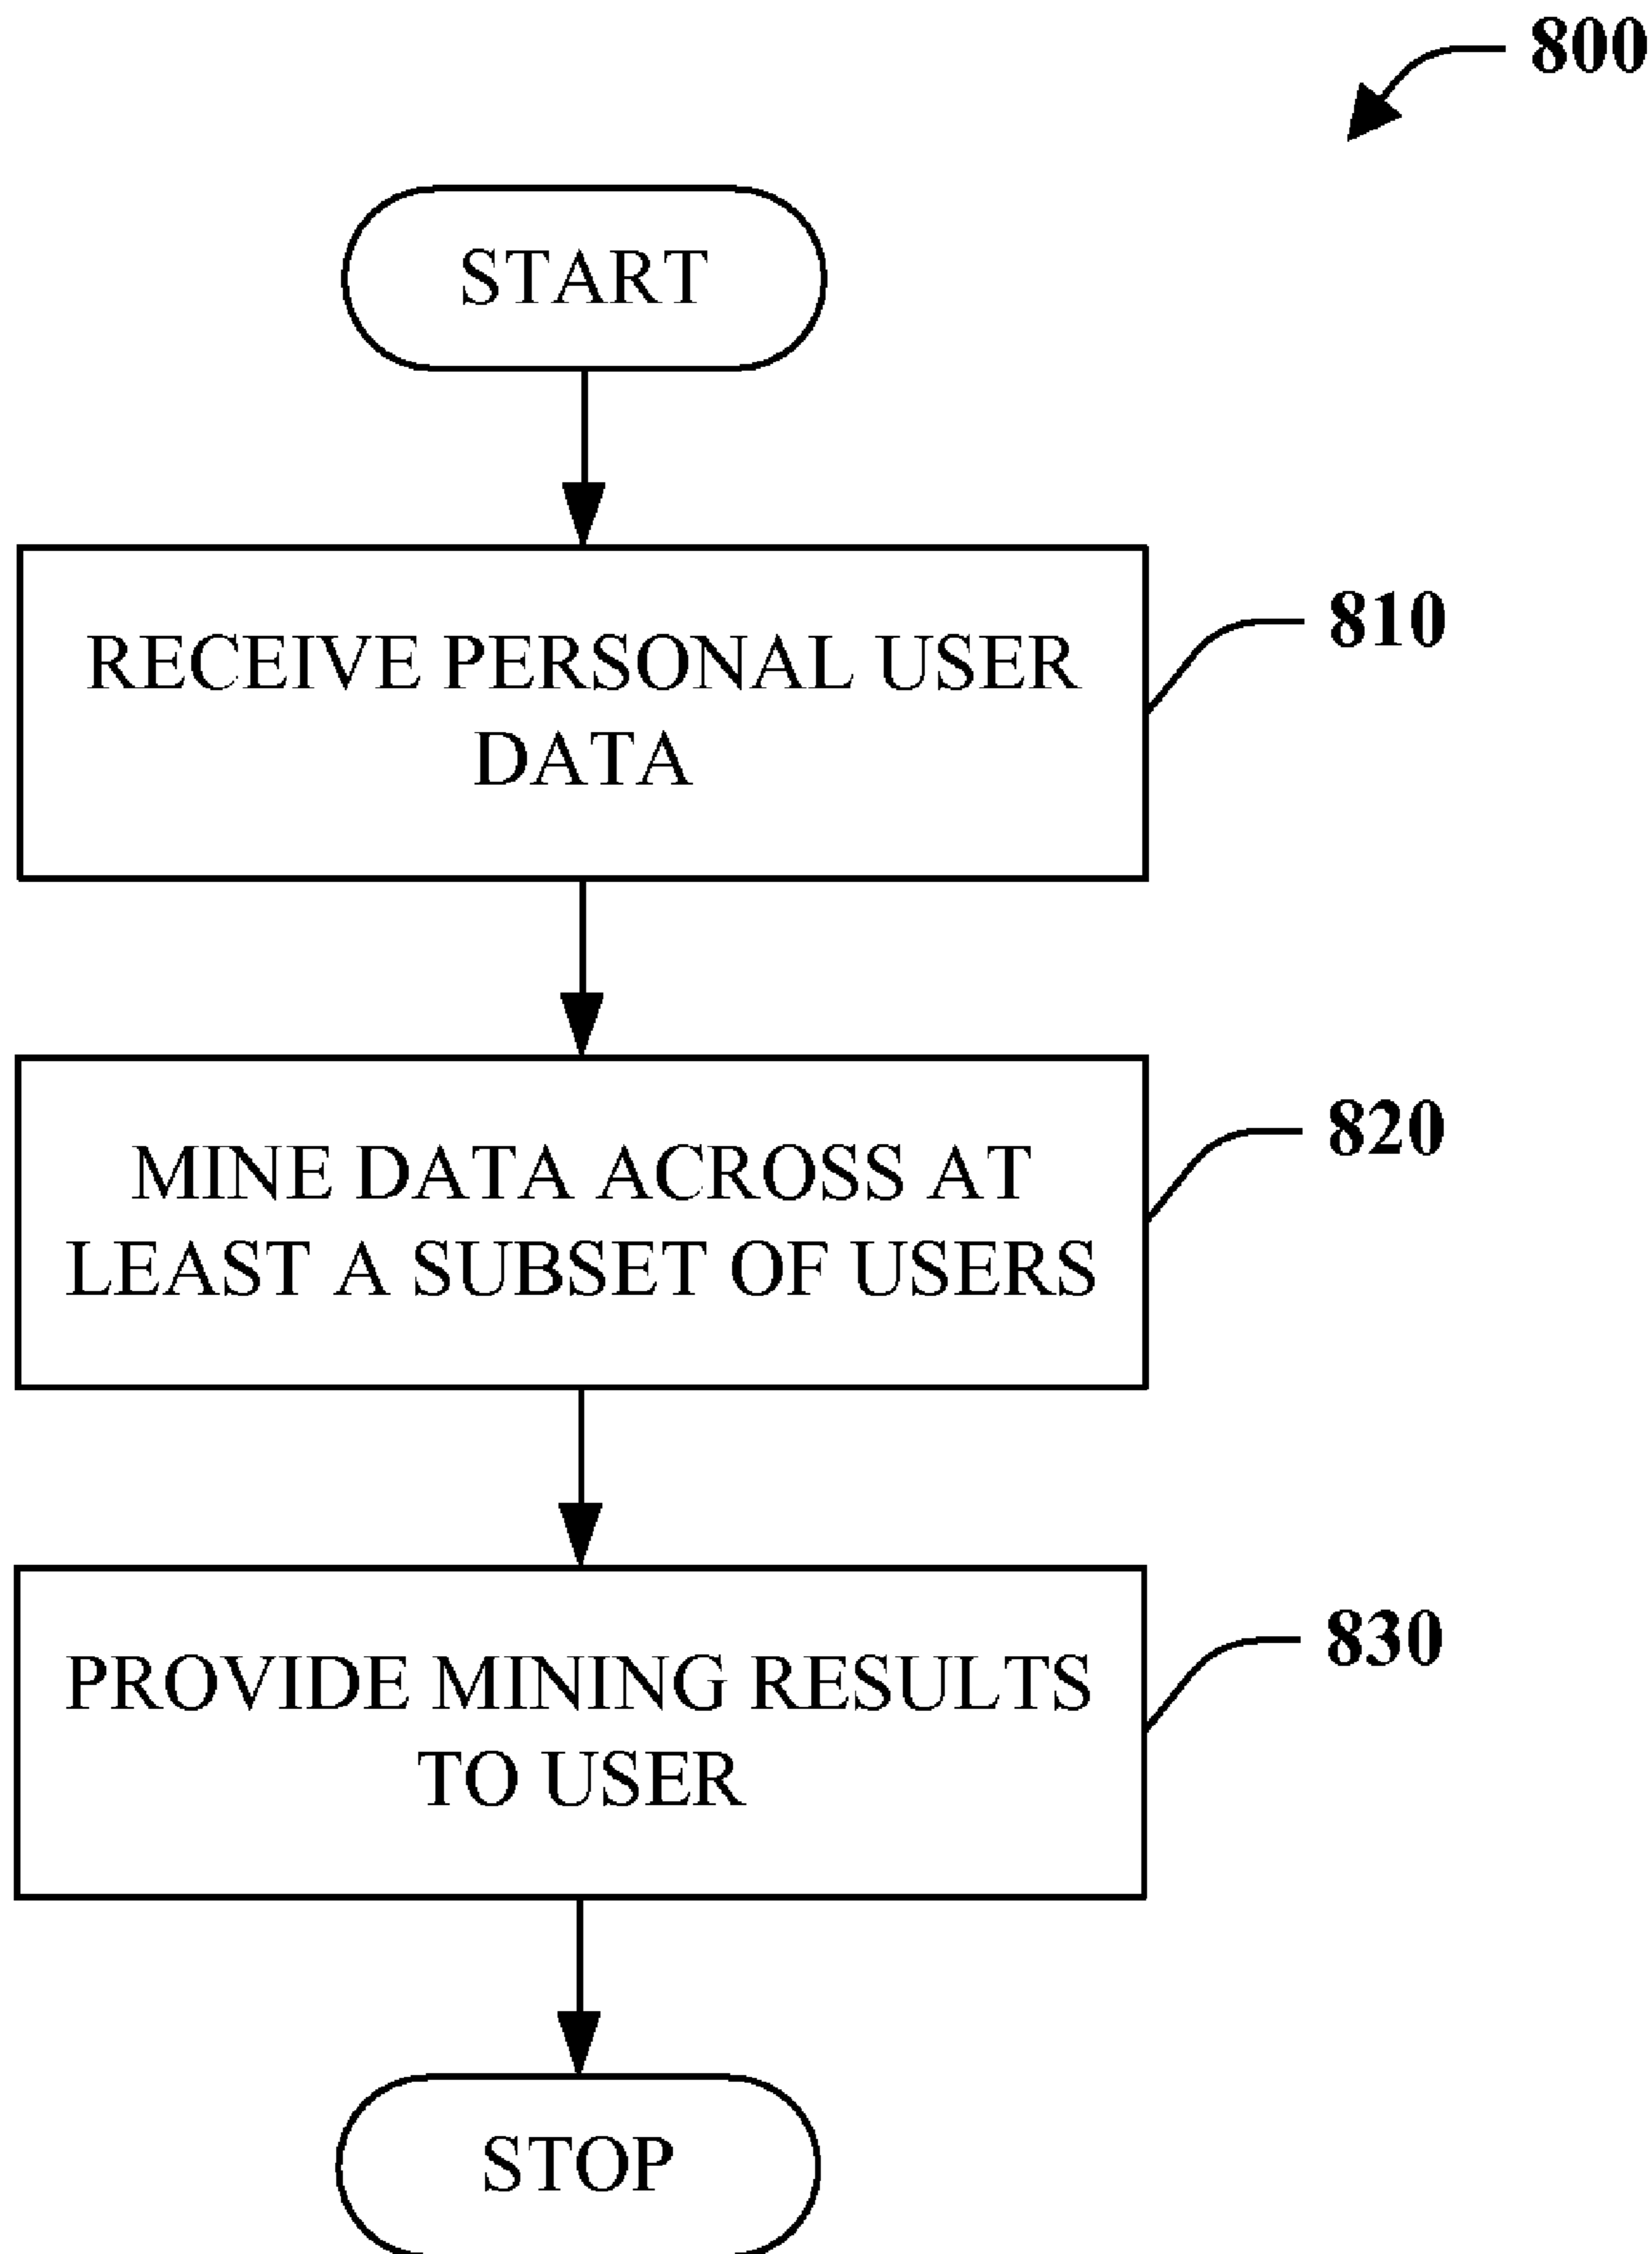 800
START
RECEIVE PERSONAL USER
DATA
810
MINE DATA ACROSS AT
LEAST A SUBSET OF USERS
820
PROVIDE MINING RESULTS
TO USER
830
STOP